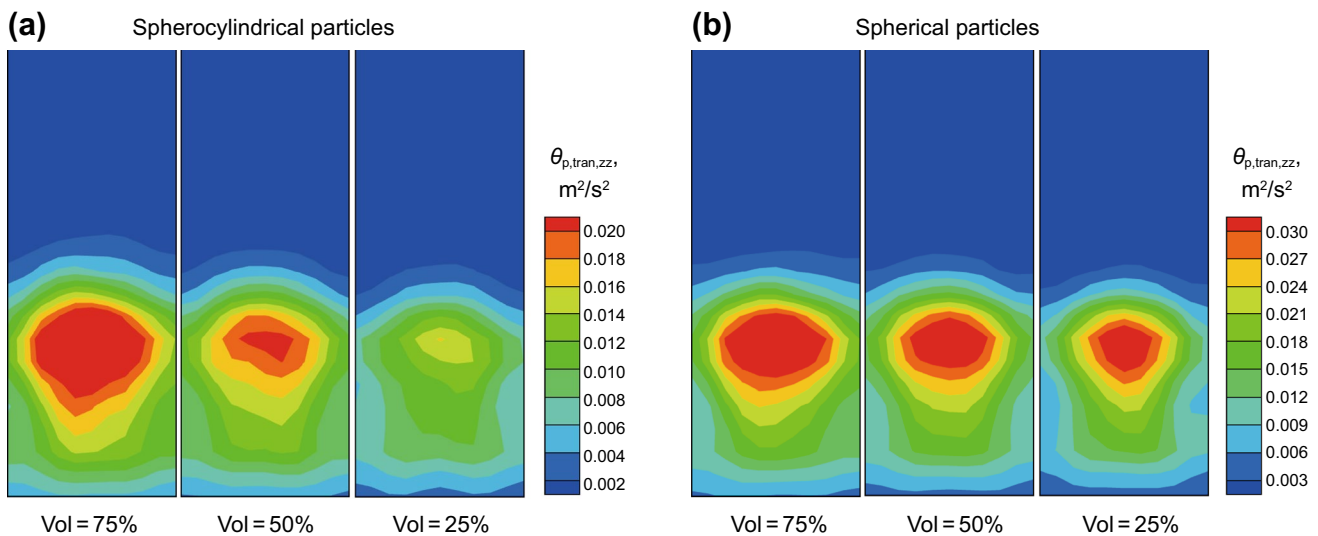 (a) Spherocylindrical particles
θp,tran,zz,
m²/s²
0.020
0.018
0.016
0.014
0.012
0.010
0.008
0.006
0.004
0.002
Vol = 75% Vol = 50% Vol = 25%
(b) Spherical particles
θp,tran,zz,
m²/s²
0.030
0.027
0.024
0.021
0.018
0.015
0.012
0.009
0.006
0.003
Vol = 75% Vol = 50% Vol = 25%